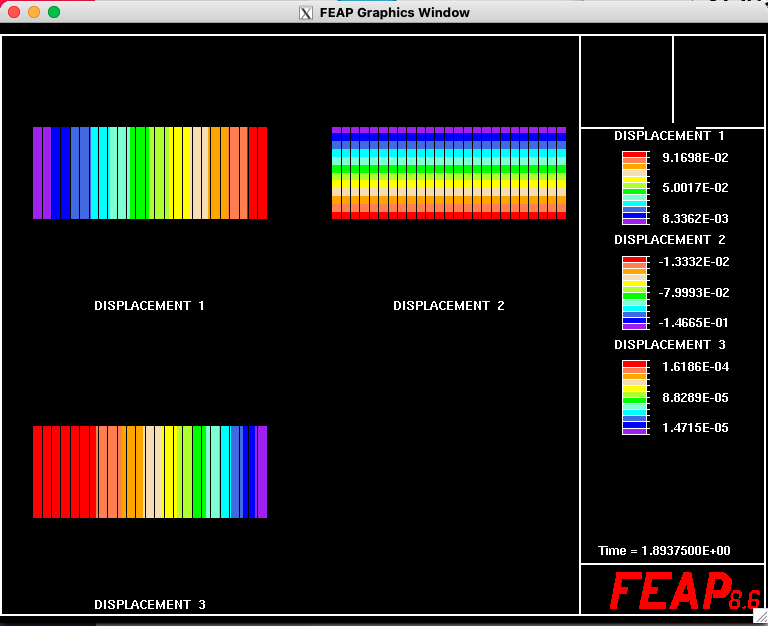 FEAP Graphics Window
DISPLACEMENT 1
9.1698E-02
5.0017E-02
8.3362E-03
DISPLACEMENT 2
-1.3332E-02
-7.9993E-02
-1.4665E-01
DISPLACEMENT 1
DISPLACEMENT 2
DISPLACEMENT 3
1.6186E-04
8.8289E-05
1.4715E-05
Time = 1.8937500E+00
FEAP8.6
DISPLACEMENT 3